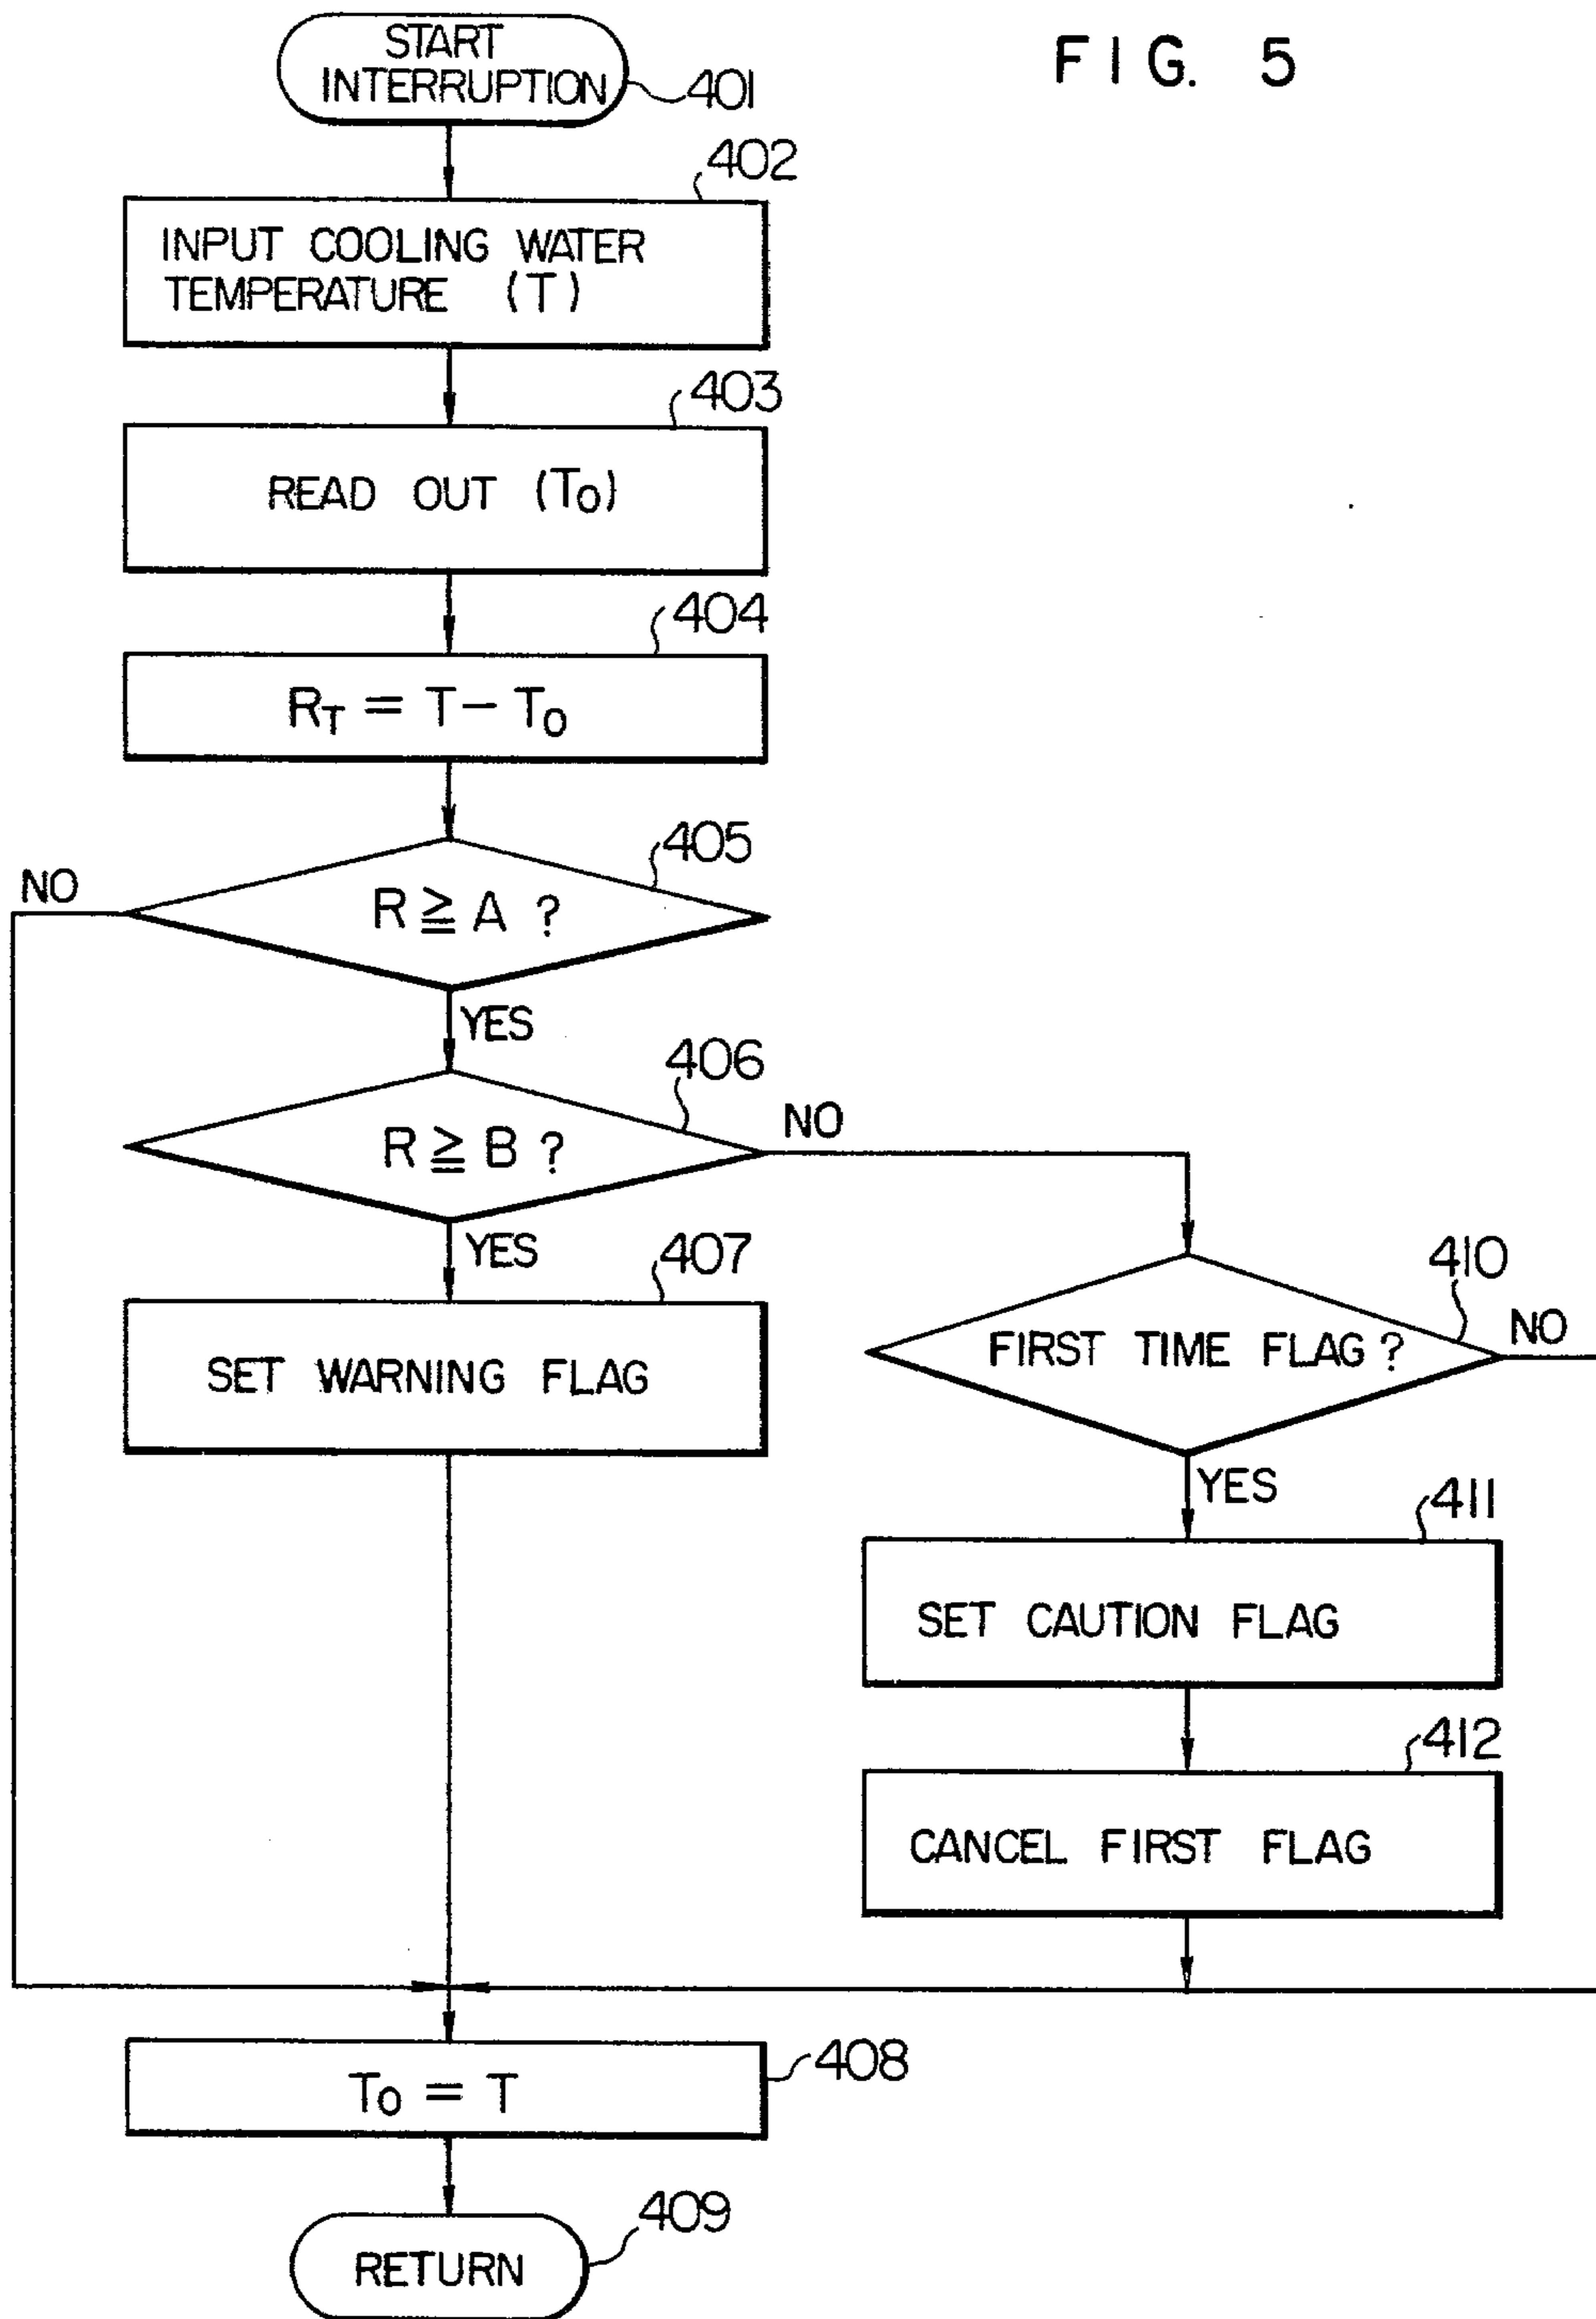 FIG. 5
START
INTERRUPTION
401
402
INPUT COOLING WATER
TEMPERATURE (T)
403
READ OUT (T₀)
404
R_T = T - T₀
405
NO
R ≧ A ?
YES
406
R ≧ B ?
NO
YES
407
SET WARNING FLAG
410
FIRST TIME FLAG ?
NO
YES
411
SET CAUTION FLAG
412
CANCEL FIRST FLAG
T₀ = T
408
409
RETURN